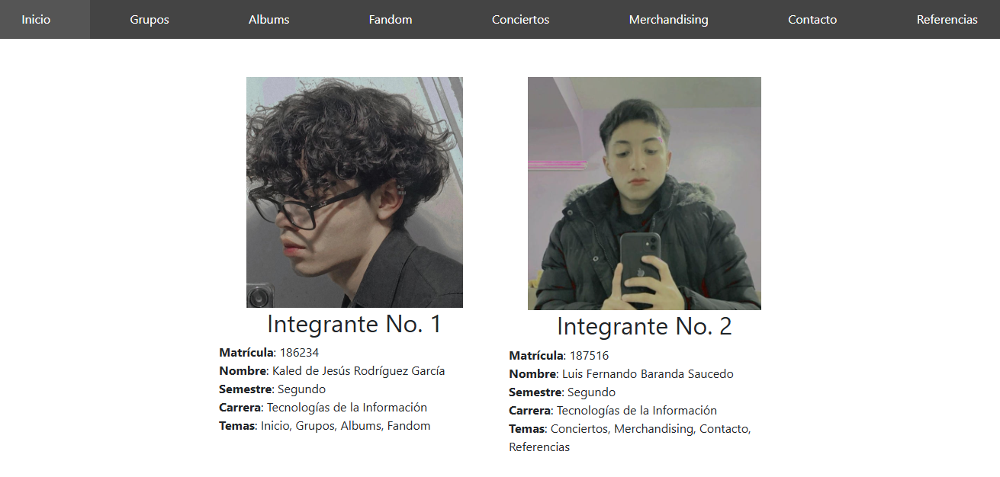 Inicio Grupos Albums Fandom Conciertos Merchandising Contacto Referencias
Integrante No. 1
Matrícula: 186234
Nombre: Kaled de Jesús Rodríguez García
Semestre: Segundo
Carrera: Tecnologías de la Información
Temas: Inicio, Grupos, Albums, Fandom
Integrante No. 2
Matrícula: 187516
Nombre: Luis Fernando Baranda Saucedo
Semestre: Segundo
Carrera: Tecnologías de la Información
Temas: Conciertos, Merchandising, Contacto,
Referencias